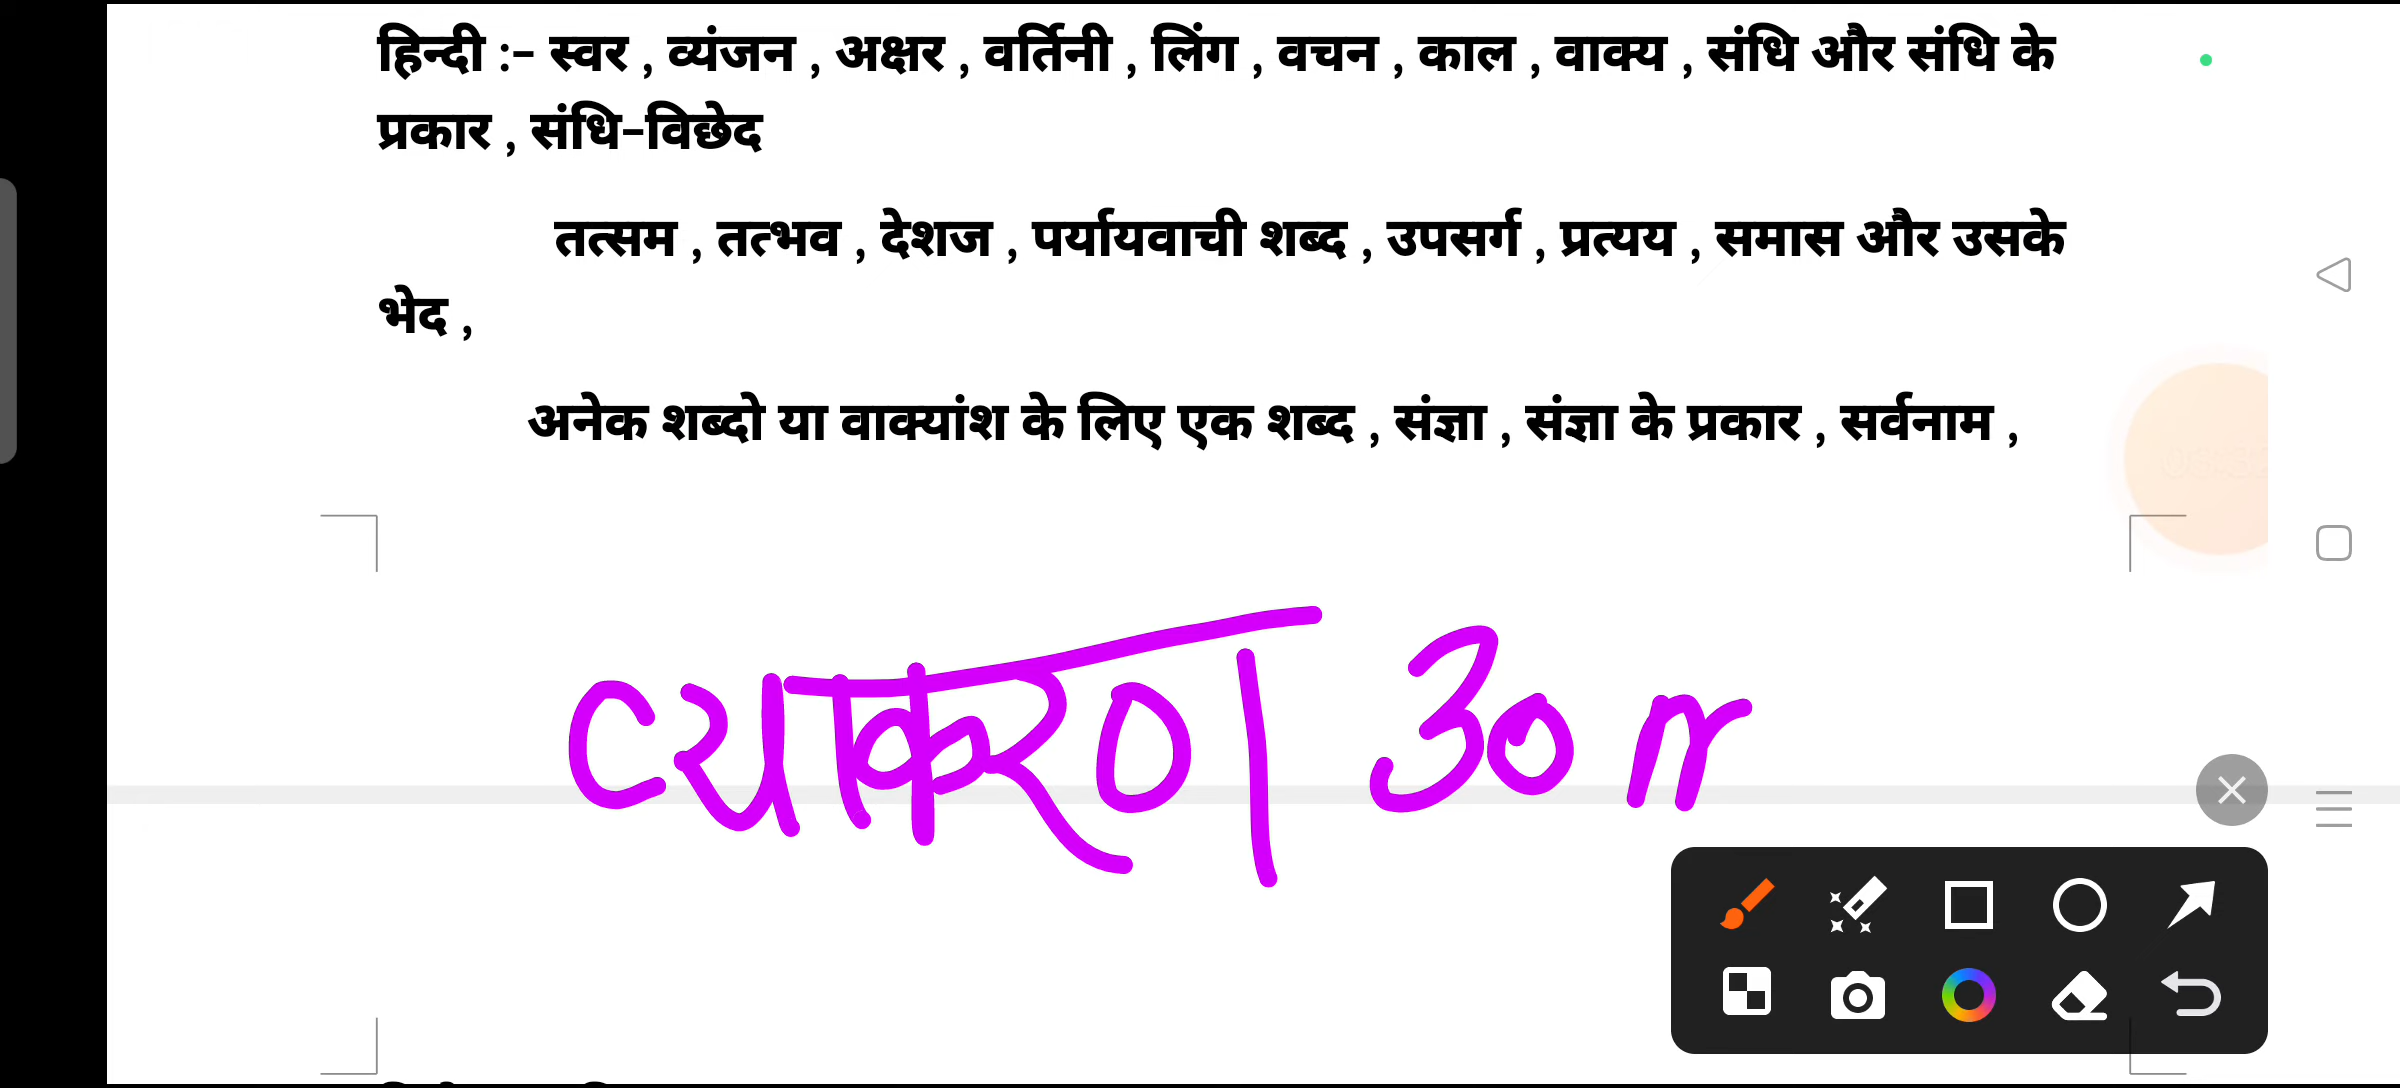 हिन्दी :- स्वर , व्यंजन , अक्षर , वर्तिनी , लिंग , वचन , काल , वाक्य , संधि और संधि के
प्रकार , संधि-विछेद
तत्सम , तत्भव , देशज , पर्यायवाची शब्द , उपसर्ग , प्रत्यय , समास और उसके
भेद ,
अनेक शब्दो या वाक्यांश के लिए एक शब्द , संज्ञा , संज्ञा के प्रकार , सर्वनाम ,
व्याकरण 30 n